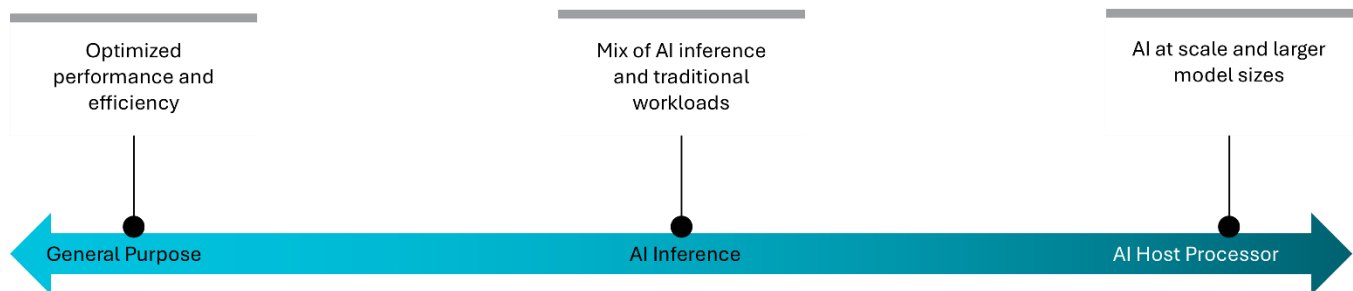 Optimized
performance and
efficiency
Mix of AI inference
and traditional
workloads
AI at scale and larger
model sizes
General Purpose
AI Inference
AI Host Processor